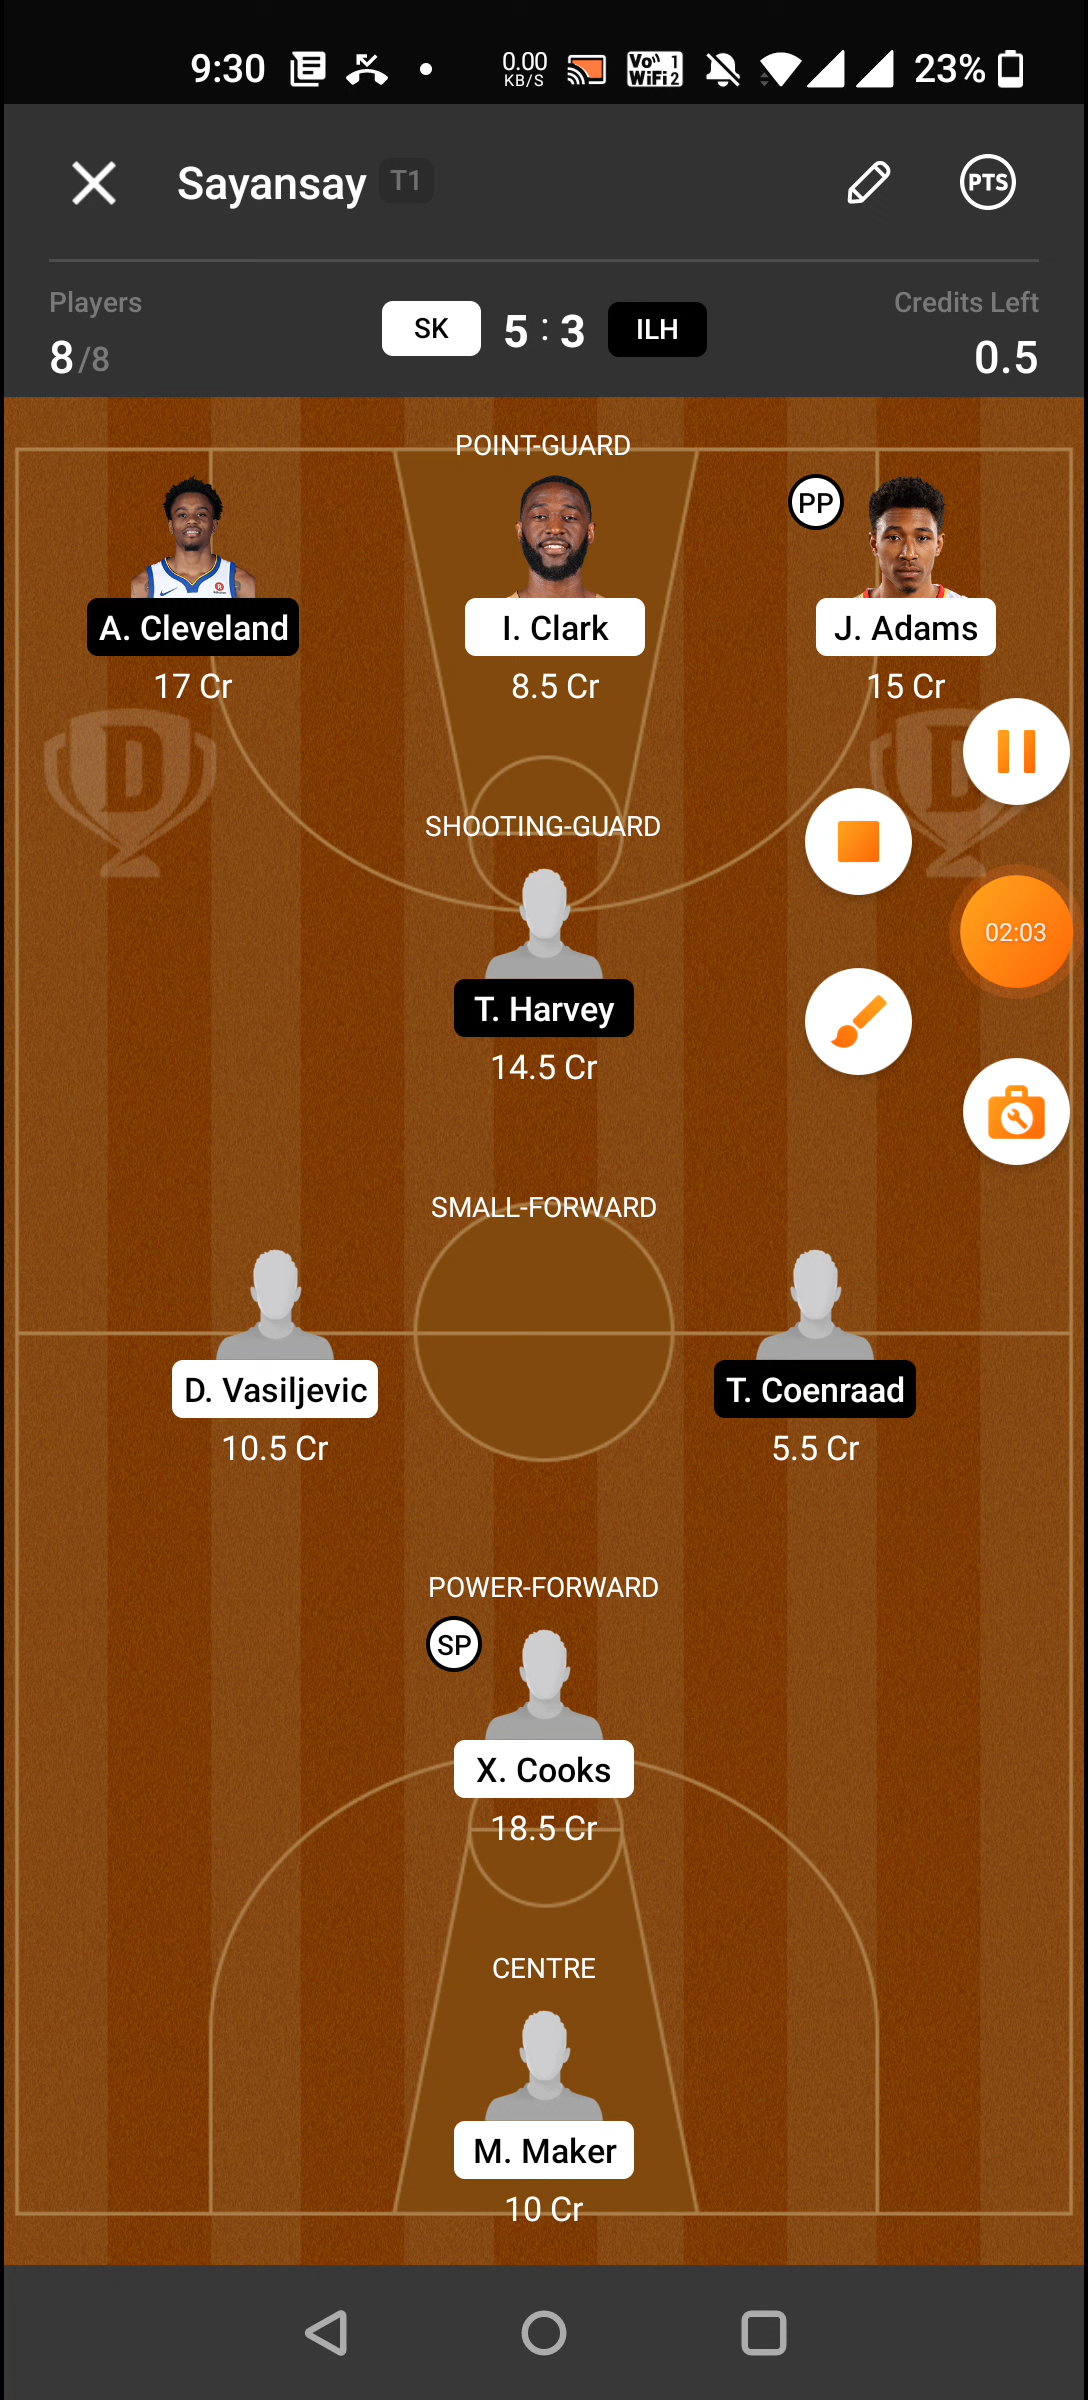 9:30
0.00
KB/S
Vo 1
WiFi 2
23%
Sayansay T1
PTS
Players
8/8
SK 5 : 3 ILH
Credits Left
0.5
POINT-GUARD
PP
A. Cleveland
17 Cr
I. Clark
8.5 Cr
J. Adams
15 Cr
D
D
SHOOTING-GUARD
T. Harvey
14.5 Cr
02:03
SMALL-FORWARD
D. Vasiljevic
10.5 Cr
T. Coenraad
5.5 Cr
POWER-FORWARD
SP
X. Cooks
18.5 Cr
CENTRE
M. Maker
10 Cr